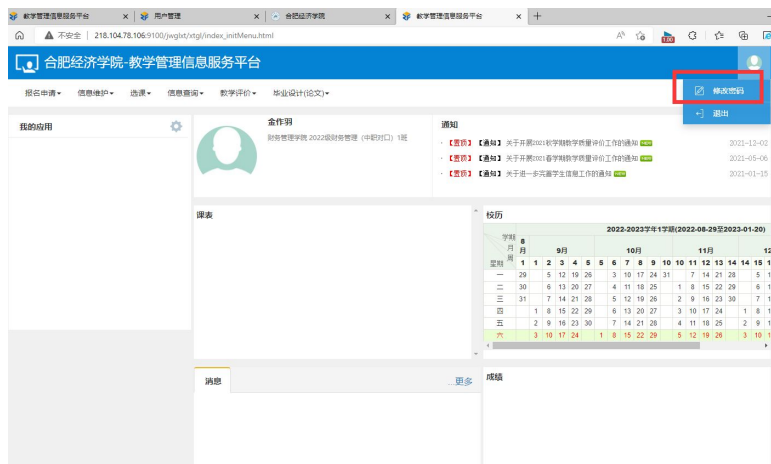 教学管理信息服务平台 用户管理 合肥经济学院 教学管理信息服务平台
不安全 218.104.78.106:9100/jwglxt/xtgl/index_initMenu.html
1.00
合肥经济学院-教学管理信息服务平台
报名申请 信息维护 选课 信息查询 教学评价 毕业设计(论文)
修改密码
退出
我的应用
金作羽
财务管理学院 2022级财务管理（中职对口）1班
通知
【置顶】【通知】关于开展2021秋学期教学质量评价工作的通知 new 2021-12-02
【置顶】【通知】关于开展2021春学期教学质量评价工作的通知 new 2021-05-06
【置顶】【通知】关于进一步完善学生信息工作的通知 new 2021-01-15
课表
校历
2022-2023学年1学期(2022-08-29至2023-01-20)
学期
月 8月 9月 10月 11月 12
周
星期 1 1 2 3 4 5 5 6 7 8 9 10 10 11 12 13 14 14 15 1
一 29 5 12 19 26 3 10 17 24 31 7 14 21 28 5 1
二 30 6 13 20 27 4 11 18 25 1 8 15 22 29 6 1
三 31 7 14 21 28 5 12 19 26 2 9 16 23 30 7 1
四 1 8 15 22 29 6 13 20 27 3 10 17 24 1 8 1
五 2 9 16 23 30 7 14 21 28 4 11 18 25 2 9 1
六 3 10 17 24 1 8 15 22 29 5 12 19 26 3 10 1
消息 ...更多
成绩